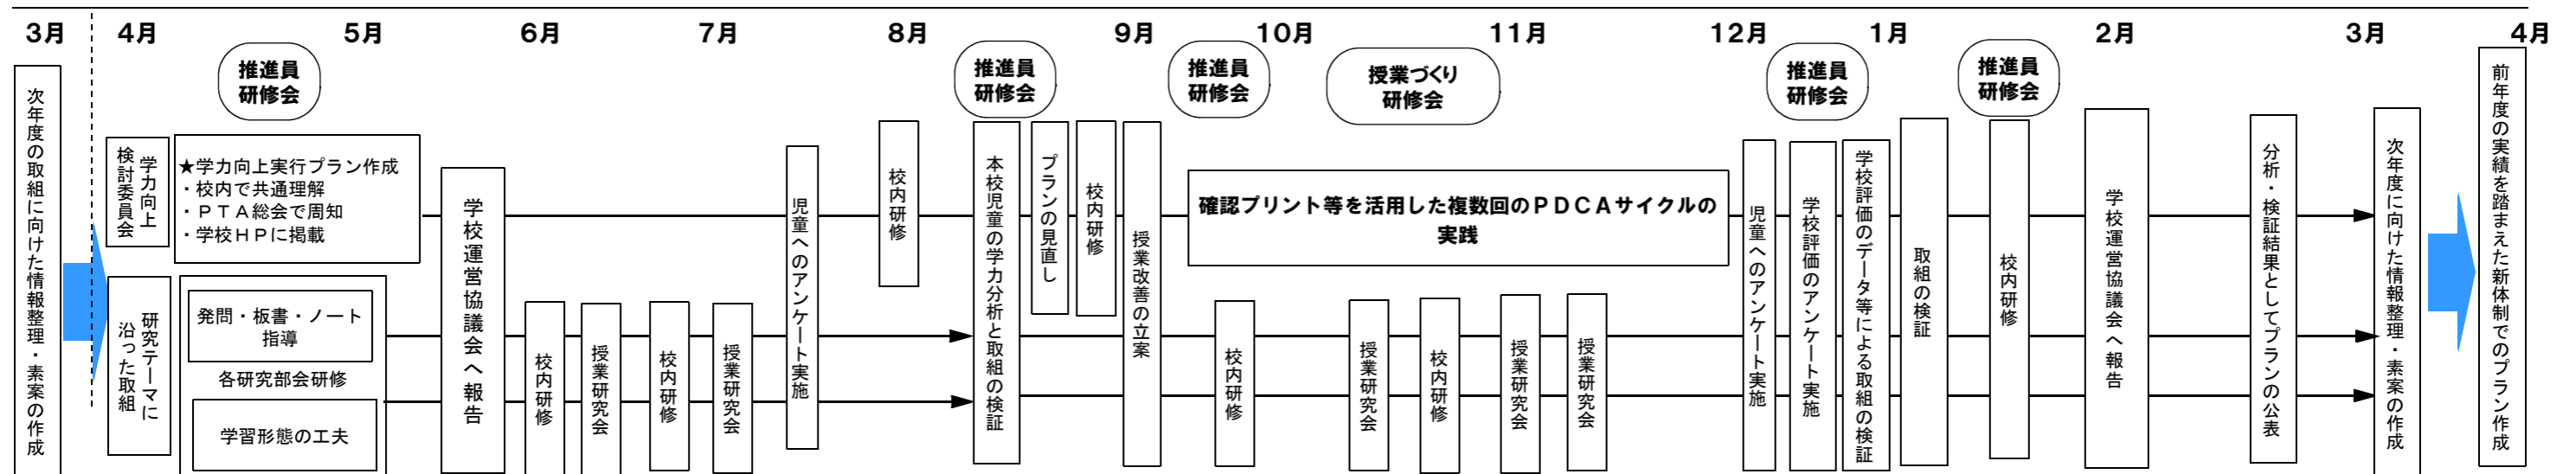 3月
4月
5月
6月
7月
8月
9月
10月
11月
12月
1月
2月
3月
4月
推進員
研修会
推進員
研修会
推進員
研修会
授業づくり
研修会
推進員
研修会
推進員
研修会
次年度の取組に向けた情報整理・素案の作成
学力向上
検討委員会
★学力向上実行プラン作成
・校内で共通理解
・PTA総会で周知
・学校HPに掲載
研究テーマに
沿った取組
発問・板書・ノート
指導
各研究部会研修
学習形態の工夫
学校運営協議会へ報告
校内研修
授業研究会
校内研修
授業研究会
児童へのアンケート実施
校内研修
本校児童の学力分析と取組の検証
プランの見直し
校内研修
授業改善の立案
確認プリント等を活用した複数回のPDCAサイクルの
実践
校内研修
授業研究会
校内研修
授業研究会
授業研究会
児童へのアンケート実施
学校評価のアンケート実施
学校評価のデータ等による取組の検証
取組の検証
校内研修
学校運営協議会へ報告
分析・検証結果としてプランの公表
次年度に向けた情報整理・素案の作成
前年度の実績を踏まえた新体制でのプラン作成